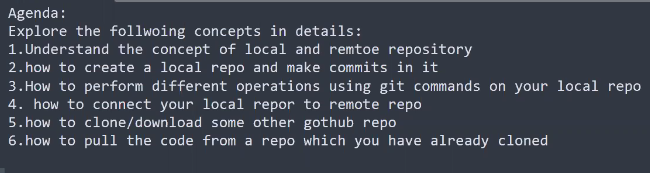 Agenda:
Explore the follwoing concepts in details:
1.Understand the concept of local and remtoe repository
2.how to create a local repo and make commits in it
3.How to perform different operations using git commands on your local repo
4. how to connect your local repor to remote repo
5.how to clone/download some other gothub repo
6.how to pull the code from a repo which you have already cloned